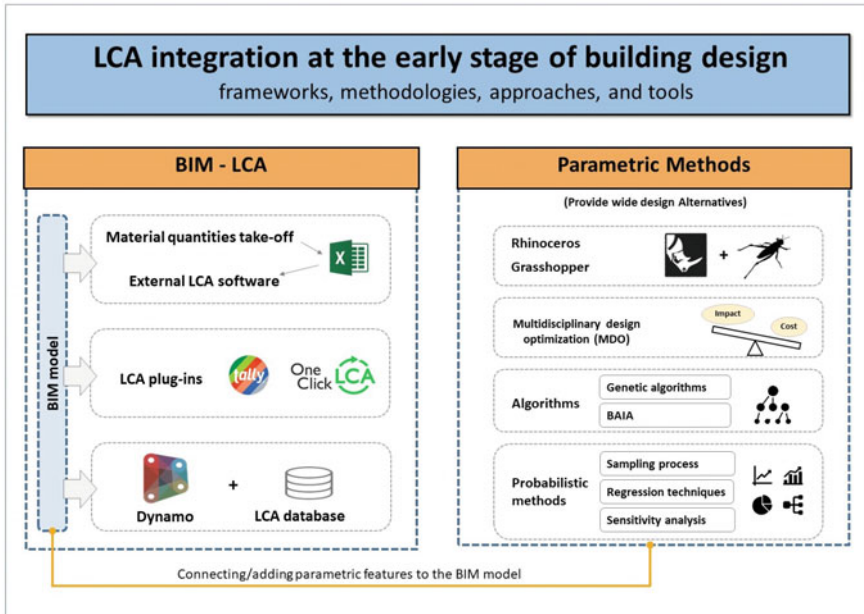 LCA integration at the early stage of building design
frameworks, methodologies, approaches, and tools
BIM - LCA
BIM model
Material quantities take-off
X
External LCA software
LCA plug-ins
tally
One
Click
LCA
Dynamo
+
LCA database
Parametric Methods
(Provide wide design Alternatives)
Rhinoceros
Grasshopper
+
Multidisciplinary design
optimization (MDO)
Impact
Cost
Algorithms
Genetic algorithms
BAIA
Probabilistic
methods
Sampling process
Regression techniques
Sensitivity analysis
Connecting/adding parametric features to the BIM model